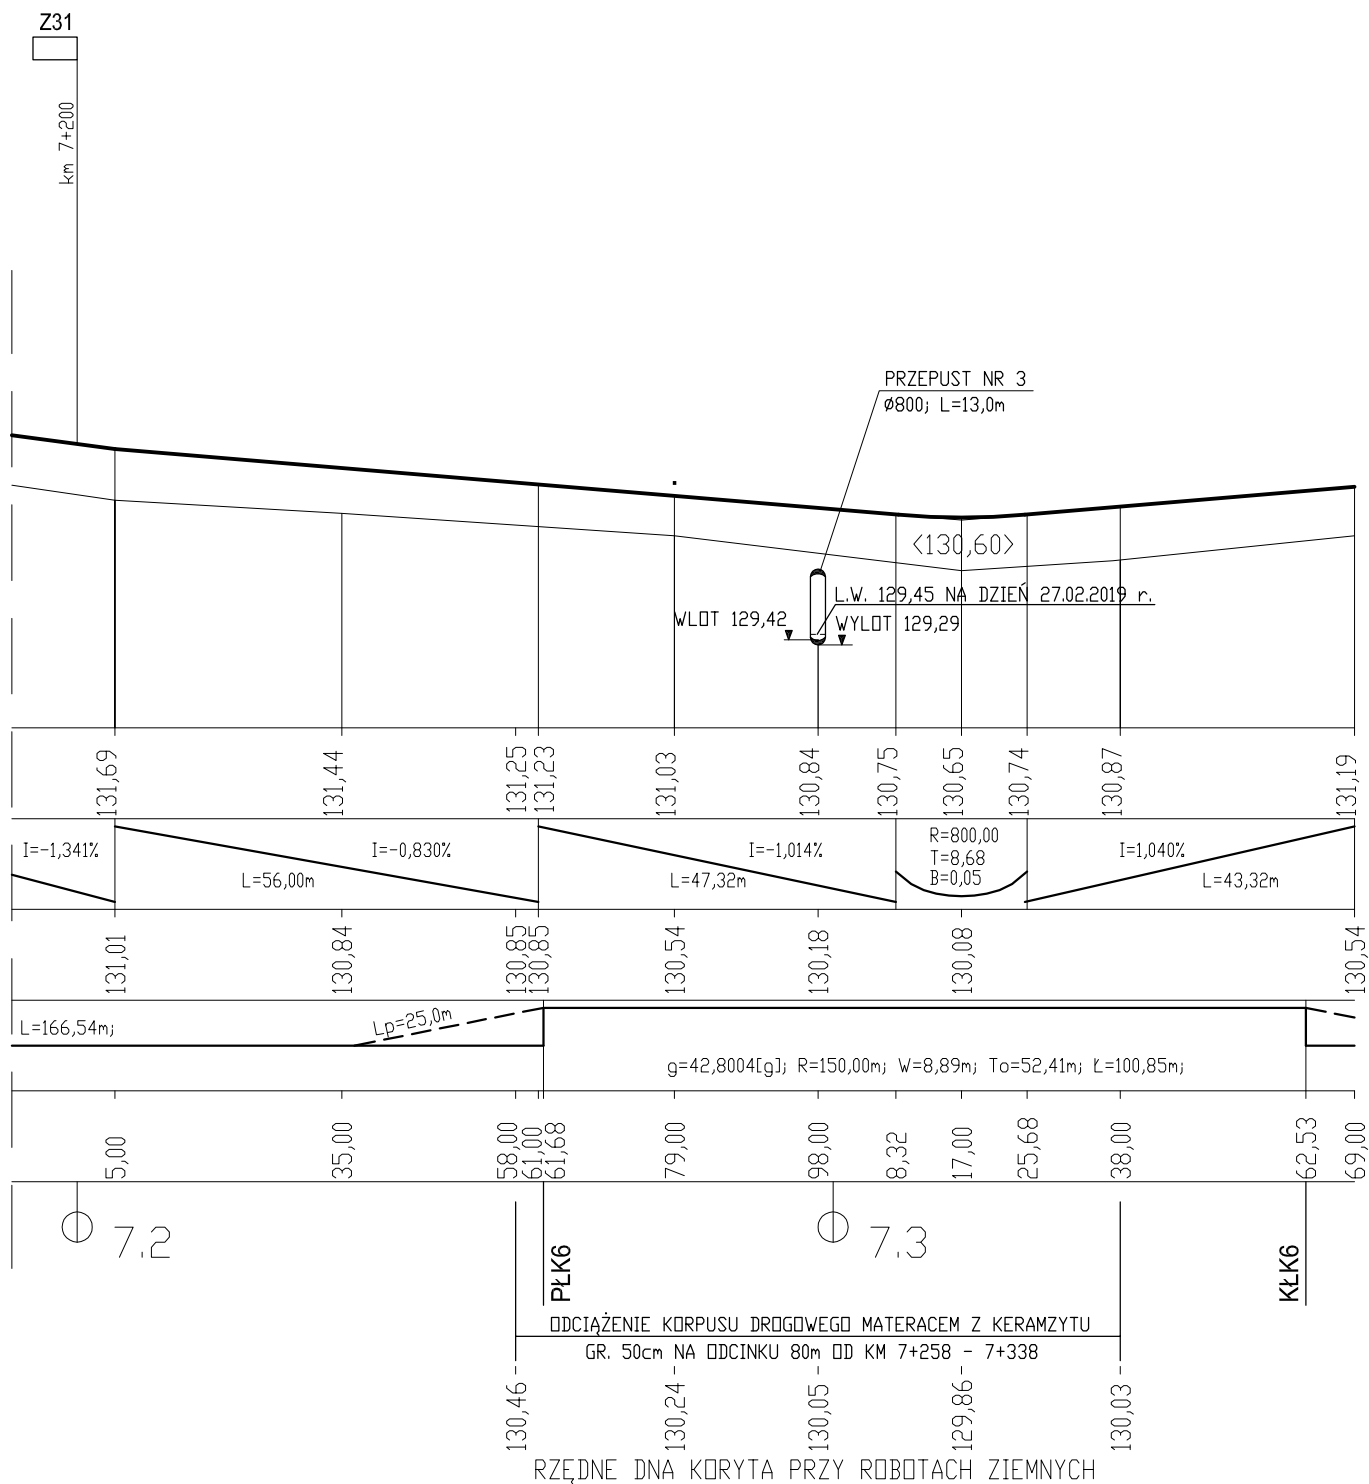 Z31
km 7+200
PRZEPUST NR 3
Ø800; L=13,0m
<130,60>
L.W. 129,45 NA DZIEŃ 27.02.2019 r.
WLOT 129,42
WYLOT 129,29
131,69
131,44
131,25
131,23
131,03
130,84
130,75
130,65
130,74
130,87
131,19
I=-1,341%
I=-0,830%
L=56,00m
I=-1,014%
L=47,32m
R=800,00
T=8,68
B=0,05
I=1,040%
L=43,32m
131,01
130,84
130,85
130,85
130,54
130,18
130,08
130,54
L=166,54m;
Lp=25,0m
g=42,8004[g]; R=150,00m; W=8,89m; To=52,41m; Ł=100,85m;
5,00
35,00
58,00
61,00
61,68
79,00
98,00
8,32
17,00
25,68
38,00
62,53
69,00
7.2
7.3
PŁK6
KŁK6
ODCIĄŻENIE KORPUSU DROGOWEGO MATERACEM Z KERAMZYTU
GR. 50cm NA ODCINKU 80m OD KM 7+258 - 7+338
130,46
130,24
130,05
129,86
130,03
RZĘDNE DNA KORYTA PRZY ROBOTACH ZIEMNYCH